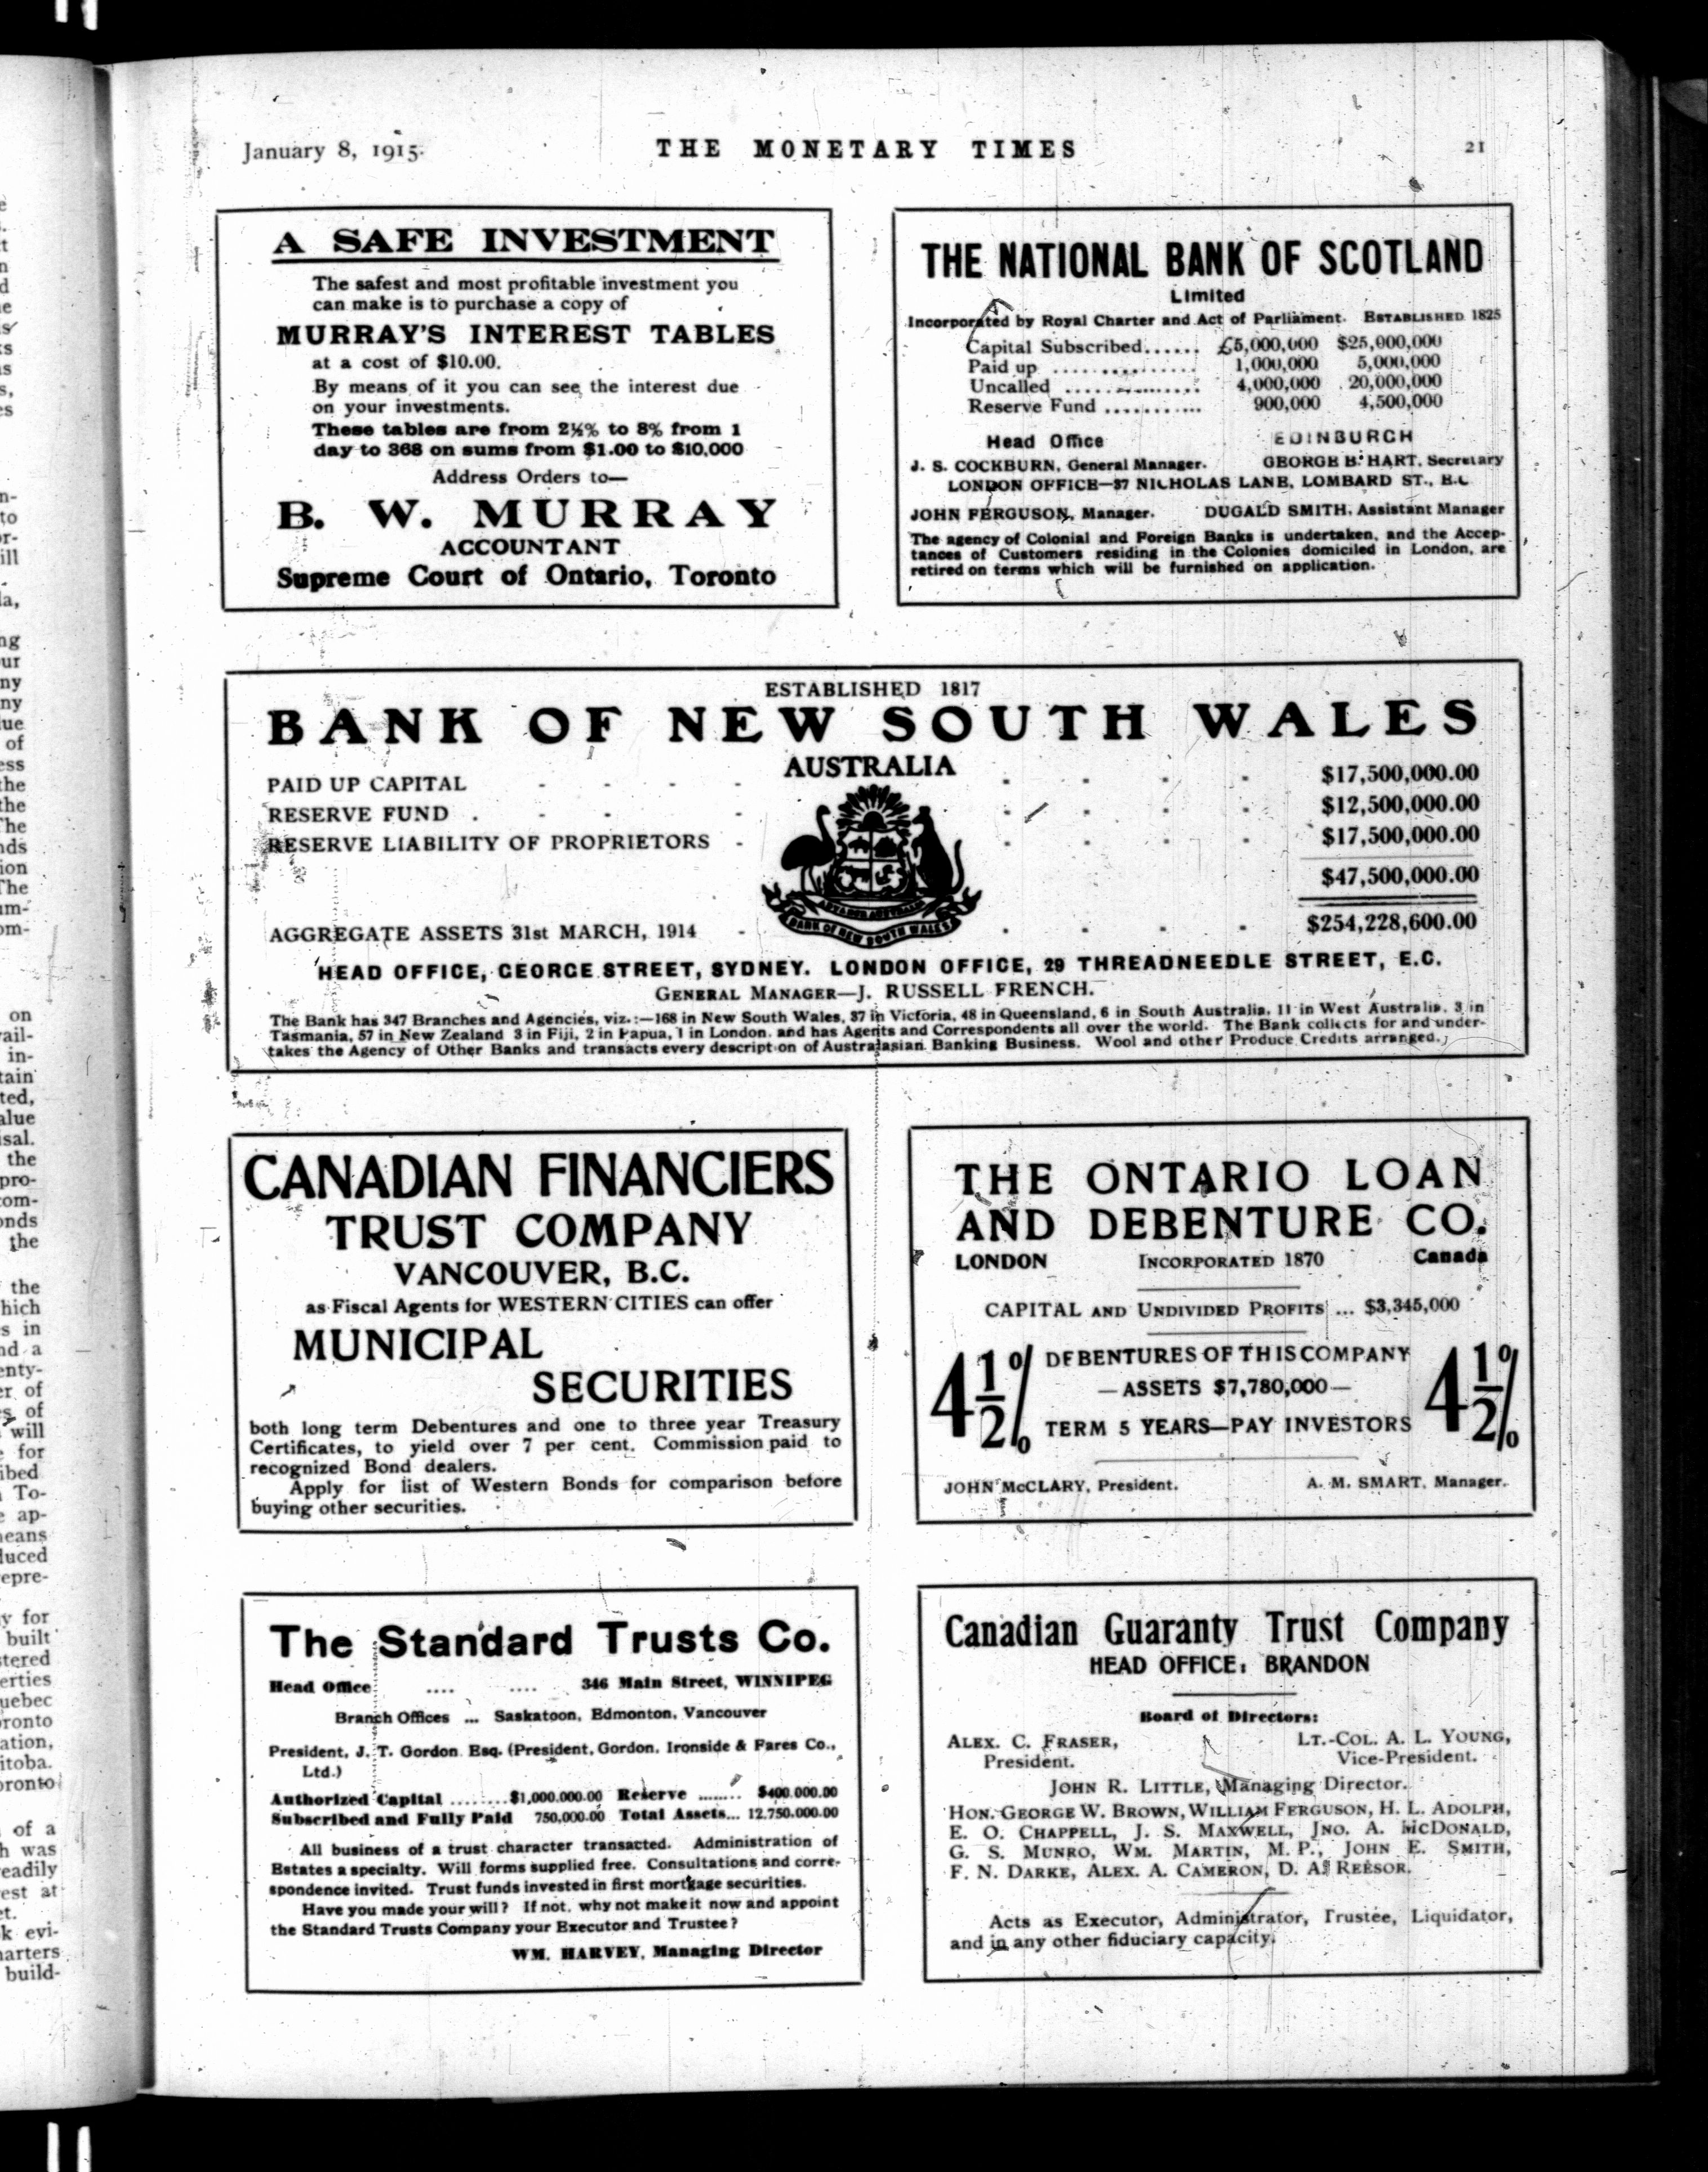 January 8, 1915.
THE MONETARY TIMES
21
A SAFE INVESTMENT
The safest and most profitable investment you
can make is to purchase a copy of
MURRAY'S INTEREST TABLES
at a cost of $10.00.
By means of it you can see the interest due
on your investments.
These tables are from 2½% to 8% from 1
day to 368 on sums from $1.00 to $10,000
Address Orders to—
B. W. MURRAY
ACCOUNTANT
Supreme Court of Ontario, Toronto
THE NATIONAL BANK OF SCOTLAND
Limited
Incorporated by Royal Charter and Act of Parliament. ESTABLISHED 1825
Capital Subscribed...... £5,000,000 $25,000,000
Paid up ............... 1,000,000 5,000,000
Uncalled ............... 4,000,000 20,000,000
Reserve Fund ........... 900,000 4,500,000
Head Office EDINBURGH
J. S. COCKBURN, General Manager. GEORGE B. HART, Secretary
LONDON OFFICE—37 NICHOLAS LANE, LOMBARD ST., E.C.
JOHN FERGUSON, Manager. DUGALD SMITH, Assistant Manager
The agency of Colonial and Foreign Banks is undertaken, and the Accep-
tances of Customers residing in the Colonies domiciled in London, are
retired on terms which will be furnished on application.
ESTABLISHED 1817
BANK OF NEW SOUTH WALES
AUSTRALIA
PAID UP CAPITAL - - - - - - - - $17,500,000.00
RESERVE FUND - - - - - - - - $12,500,000.00
RESERVE LIABILITY OF PROPRIETORS - - - - - $17,500,000.00
$47,500,000.00
AGGREGATE ASSETS 31st MARCH, 1914 - - - - - $254,228,600.00
ADVANCE AUSTRALIA
BANK OF NEW SOUTH WALES
HEAD OFFICE, GEORGE STREET, SYDNEY. LONDON OFFICE, 29 THREADNEEDLE STREET, E.C.
GENERAL MANAGER—J. RUSSELL FRENCH.
The Bank has 347 Branches and Agencies, viz.:—168 in New South Wales, 37 in Victoria, 48 in Queensland, 6 in South Australia, 11 in West Australia, 3 in
Tasmania, 57 in New Zealand 3 in Fiji, 2 in Papua, 1 in London, and has Agents and Correspondents all over the world. The Bank collects for and under-
takes the Agency of Other Banks and transacts every description of Australasian Banking Business. Wool and other Produce Credits arranged.
CANADIAN FINANCIERS
TRUST COMPANY
VANCOUVER, B.C.
as Fiscal Agents for WESTERN CITIES can offer
MUNICIPAL
SECURITIES
both long term Debentures and one to three year Treasury
Certificates, to yield over 7 per cent. Commission paid to
recognized Bond dealers.
Apply for list of Western Bonds for comparison before
buying other securities.
THE ONTARIO LOAN
AND DEBENTURE CO.
LONDON INCORPORATED 1870 Canada
CAPITAL AND UNDIVIDED PROFITS ... $3,345,000
4½% DEBENTURES OF THIS COMPANY 4½%
—ASSETS $7,780,000—
TERM 5 YEARS—PAY INVESTORS
JOHN McCLARY, President. A. M. SMART, Manager.
The Standard Trusts Co.
Head Office .... .... 346 Main Street, WINNIPEG
Branch Offices ... Saskatoon, Edmonton, Vancouver
President, J. T. Gordon Esq. (President, Gordon, Ironside & Fares Co.,
Ltd.)
Authorized Capital ........$1,000,000.00 Reserve ........ $400,000.00
Subscribed and Fully Paid 750,000.00 Total Assets... 12,750,000.00
All business of a trust character transacted. Administration of
Estates a specialty. Will forms supplied free. Consultations and corre-
spondence invited. Trust funds invested in first mortgage securities.
Have you made your will? If not, why not make it now and appoint
the Standard Trusts Company your Executor and Trustee?
WM. HARVEY, Managing Director
Canadian Guaranty Trust Company
HEAD OFFICE: BRANDON
Board of Directors:
ALEX. C. FRASER, LT.-COL. A. L. YOUNG,
President. Vice-President.
JOHN R. LITTLE, Managing Director.
HON. GEORGE W. BROWN, WILLIAM FERGUSON, H. L. ADOLPH,
E. O. CHAPPELL, J. S. MAXWELL, JNO. A. McDONALD,
G. S. MUNRO, WM. MARTIN, M.P., JOHN E. SMITH,
F. N. DARKE, ALEX. A. CAMERON, D. A. REESOR.
Acts as Executor, Administrator, Trustee, Liquidator,
and in any other fiduciary capacity.